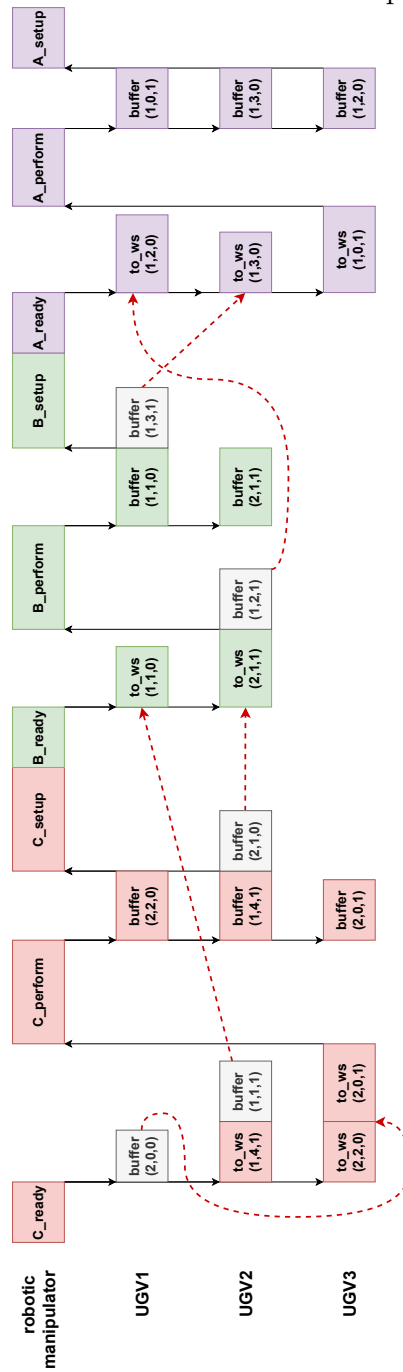 robotic
manipulator
C_ready
C_perform
C_setup
B_ready
B_perform
B_setup
A_ready
A_perform
A_setup
UGV1
buffer
(2,0,0)
buffer
(2,2,0)
to_ws
(1,1,0)
buffer
(1,1,0)
buffer
(1,3,1)
to_ws
(1,2,0)
buffer
(1,0,1)
UGV2
to_ws
(1,4,1)
buffer
(1,1,1)
buffer
(1,4,1)
buffer
(2,1,0)
to_ws
(2,1,1)
buffer
(1,2,1)
buffer
(2,1,1)
to_ws
(1,3,0)
buffer
(1,3,0)
UGV3
to_ws
(2,2,0)
to_ws
(2,0,1)
buffer
(2,0,1)
to_ws
(1,0,1)
buffer
(1,2,0)